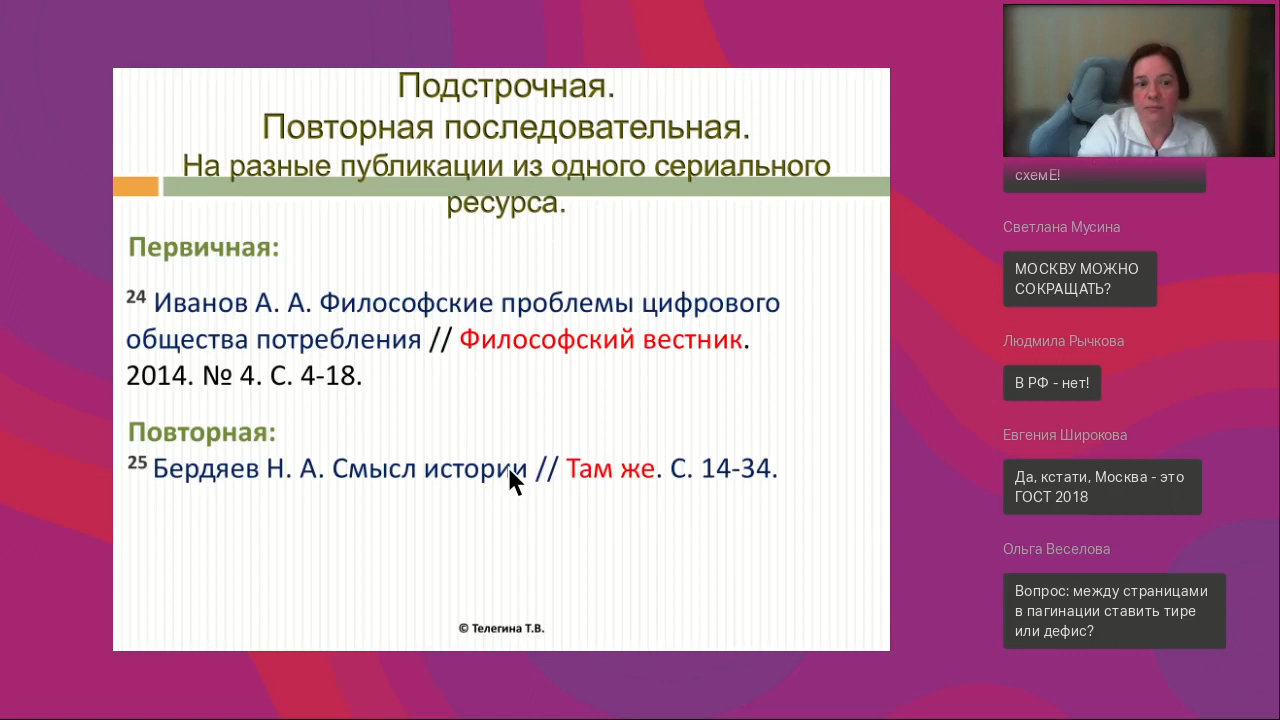 Подстрочная.
Повторная последовательная.
На разные публикации из одного сериального
ресурса.
Первичная:
24 Иванов А. А. Философские проблемы цифрового
общества потребления // Философский вестник.
2014. № 4. С. 4-18.
Повторная:
25 Бердяев Н. А. Смысл истории // Там же. С. 14-34.
© Телегина Т.В.
схемЕ!
Светлана Мусина
МОСКВУ МОЖНО
СОКРАЩАТЬ?
Людмила Рычкова
В РФ - нет!
Евгения Широкова
Да, кстати, Москва - это
ГОСТ 2018
Ольга Веселова
Вопрос: между страницами
в пагинации ставить тире
или дефис?